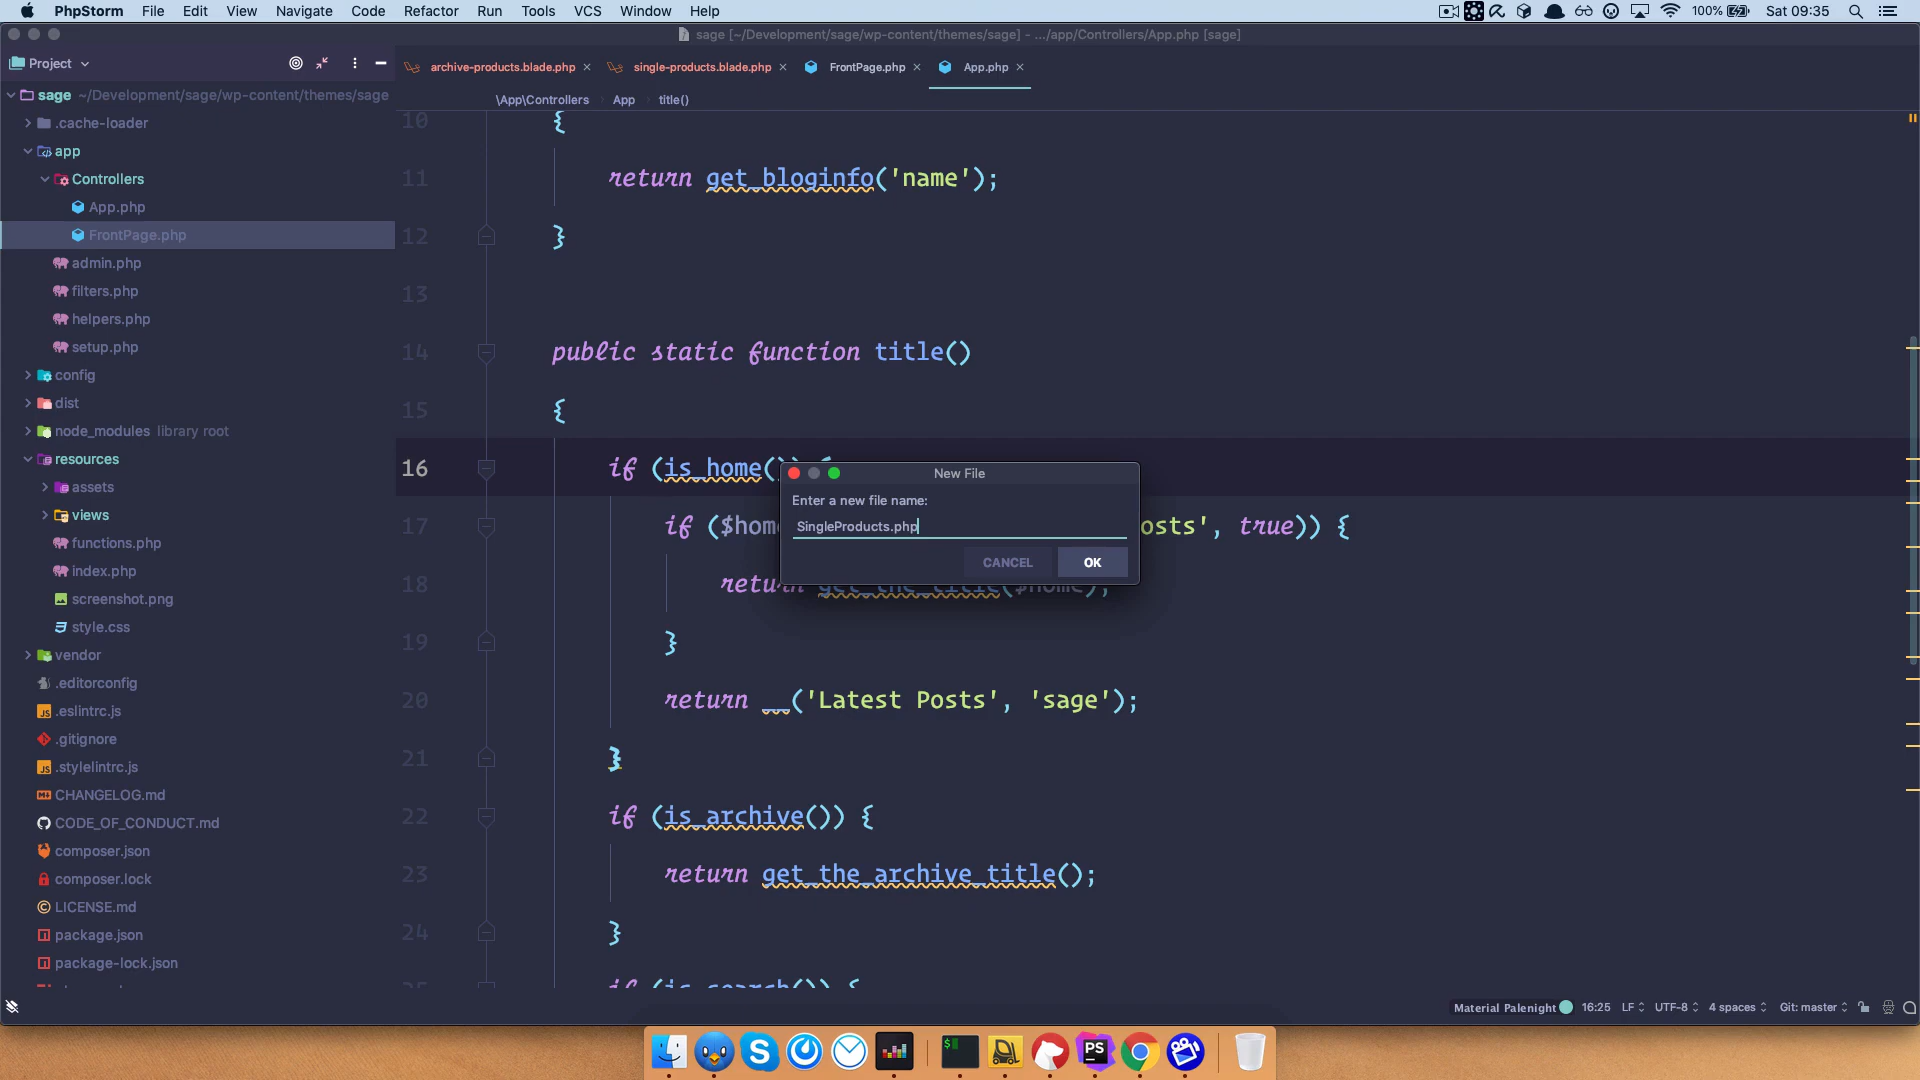 PhpStorm File Edit View Navigate Code Refactor Run Tools VCS Window Help
100% Sat 09:35
sage [~/Development/sage/wp-content/themes/sage] - .../app/Controllers/App.php [sage]
Project
archive-products.blade.php
single-products.blade.php
FrontPage.php
App.php
\App\Controllers App title()
sage ~/Development/sage/wp-content/themes/sage
.cache-loader
app
Controllers
App.php
FrontPage.php
admin.php
filters.php
helpers.php
setup.php
config
dist
node_modules library root
resources
assets
views
functions.php
index.php
screenshot.png
style.css
vendor
.editorconfig
.eslintrc.js
.gitignore
.stylelintrc.js
CHANGELOG.md
CODE_OF_CONDUCT.md
composer.json
composer.lock
LICENSE.md
package.json
package-lock.json
10 {
11 return get_bloginfo('name');
12 }
13
14 public static function title()
15 {
16 if (is_home()) {
17 if ($hom osts', true)) {
18 return get_the_title($home);
19 }
20 return __('Latest Posts', 'sage');
21 }
22 if (is_archive()) {
23 return get_the_archive_title();
24 }
25 if (is_search()) {
New File
Enter a new file name:
SingleProducts.php
CANCEL OK
Material Palenight 16:25 LF UTF-8 4 spaces Git: master
S $ PS